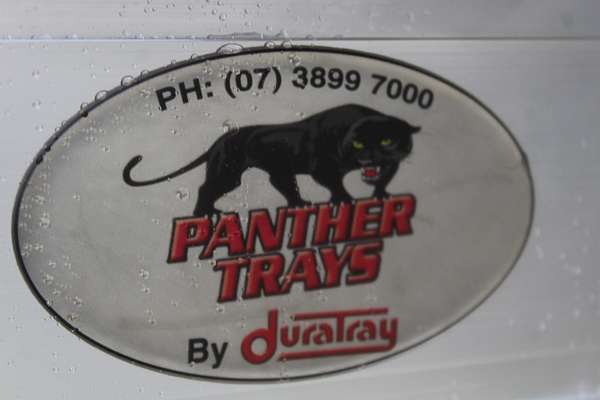 PH: (07) 3899 7000
PANTHER
TRAYS
By duraTray